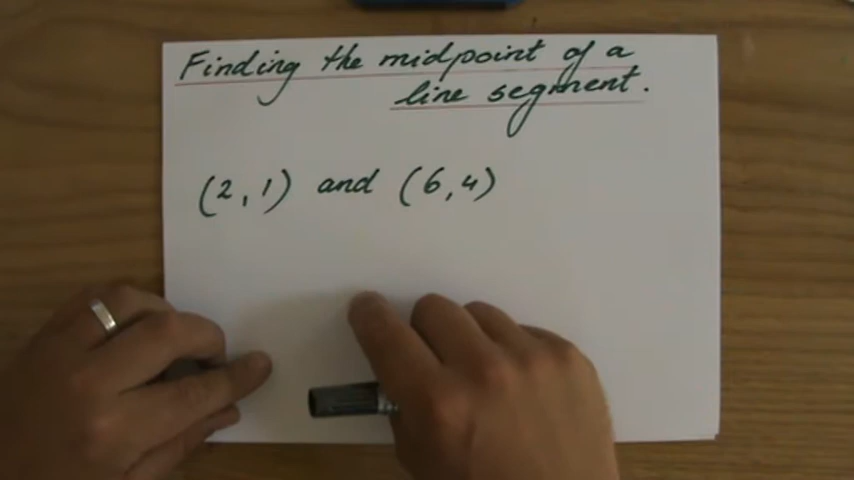 Finding the midpoint of a
line segment.
(2,1) and (6,4)